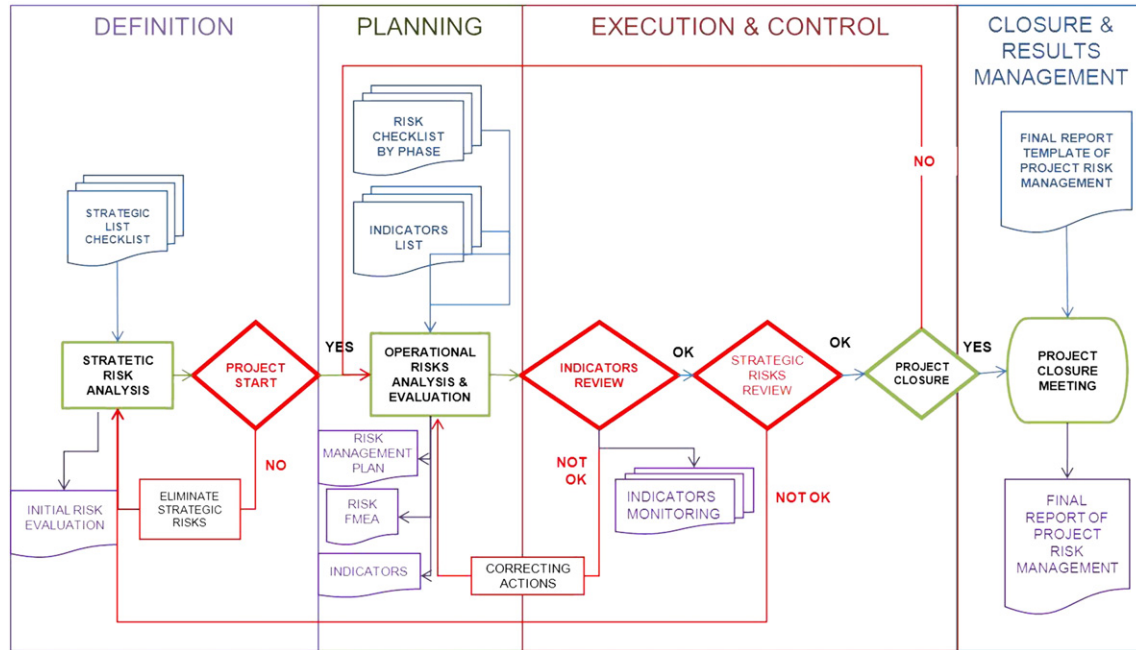 DEFINITION
PLANNING
EXECUTION & CONTROL
CLOSURE &
RESULTS
MANAGEMENT
STRATEGIC
LIST
CHECKLIST
RISK
CHECKLIST
BY PHASE
INDICATORS
LIST
NO
FINAL REPORT
TEMPLATE OF
PROJECT RISK
MANAGEMENT
STRATETIC
RISK
ANALYSIS
PROJECT
START
YES
OPERATIONAL
RISKS
ANALYSIS &
EVALUATION
INDICATORS
REVIEW
OK
STRATEGIC
RISKS
REVIEW
OK
PROJECT
CLOSURE
YES
PROJECT
CLOSURE
MEETING
NO
ELIMINATE
STRATEGIC
RISKS
INITIAL RISK
EVALUATION
RISK
MANAGEMENT
PLAN
RISK
FMEA
INDICATORS
NOT
OK
CORRECTING
ACTIONS
INDICATORS
MONITORING
NOT OK
FINAL
REPORT OF
PROJECT
RISK
MANAGEMENT